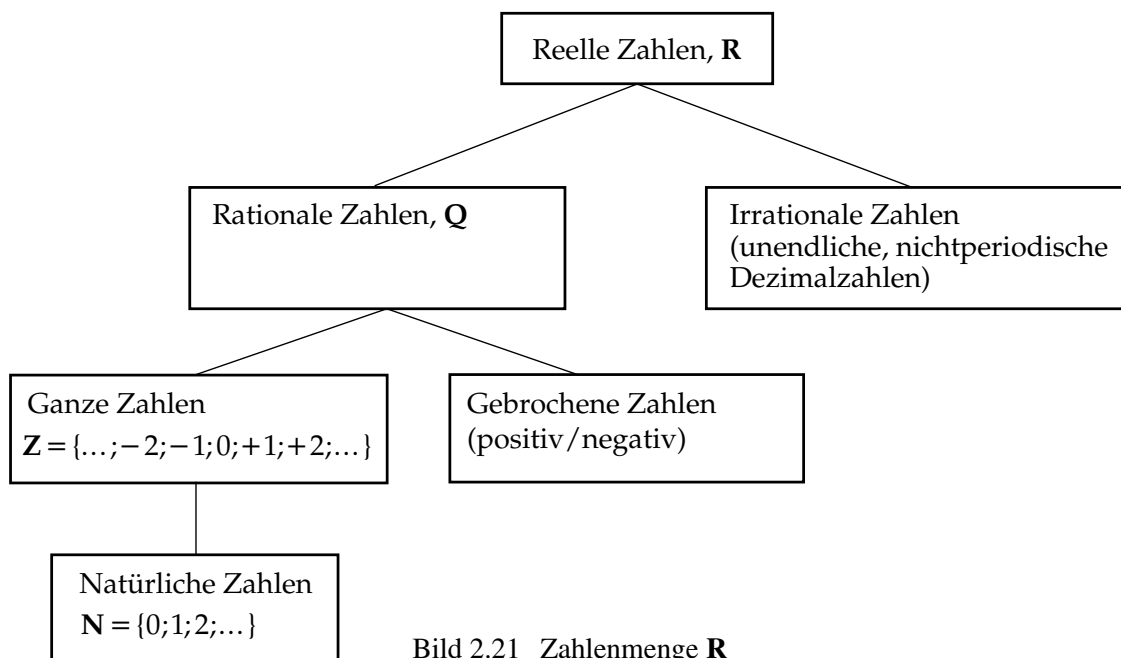 Reelle Zahlen, R
Rationale Zahlen, Q
Irrationale Zahlen
(unendliche, nichtperiodische
Dezimalzahlen)
Ganze Zahlen
Z = {…;−2;−1;0;+1;+2;…}
Gebrochene Zahlen
(positiv/negativ)
Natürliche Zahlen
N = {0;1;2;…}
Bild 2.21 Zahlenmenge R